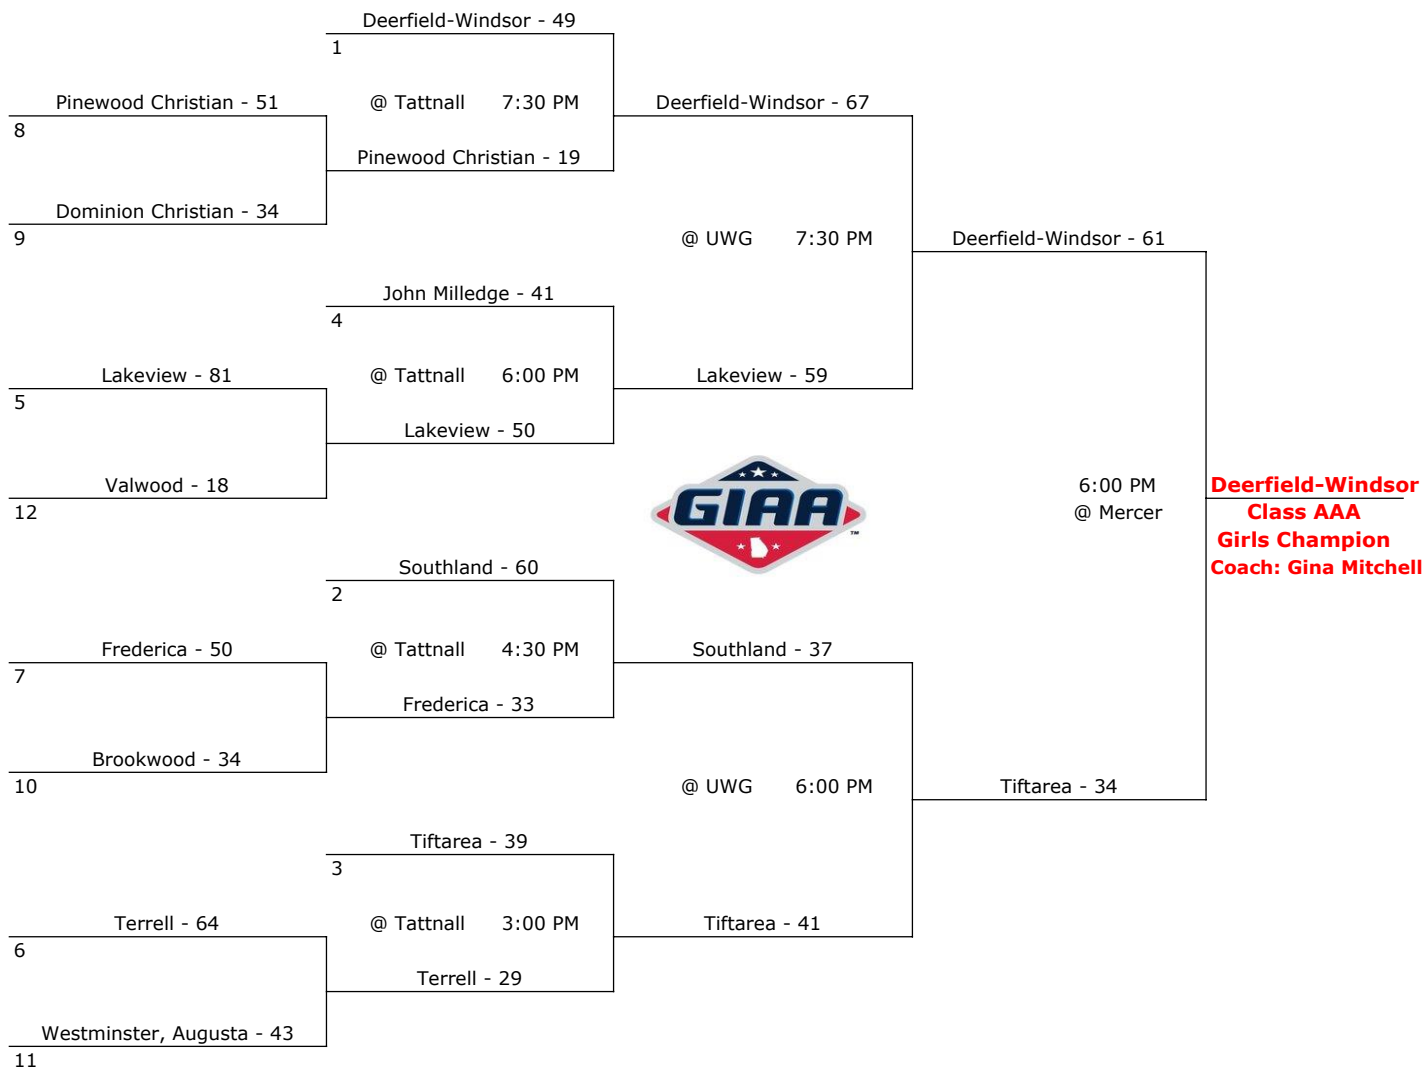 Deerfield-Windsor - 49
1
Pinewood Christian - 51
@ Tattnall 7:30 PM
Deerfield-Windsor - 67
8
Pinewood Christian - 19
Dominion Christian - 34
9
@ UWG 7:30 PM
Deerfield-Windsor - 61
John Milledge - 41
4
Lakeview - 81
@ Tattnall 6:00 PM
Lakeview - 59
5
Lakeview - 50
Valwood - 18
12
GIAA
TM
6:00 PM
@ Mercer
Deerfield-Windsor
Class AAA
Girls Champion
Coach: Gina Mitchell
Southland - 60
2
Frederica - 50
@ Tattnall 4:30 PM
Southland - 37
7
Frederica - 33
Brookwood - 34
10
@ UWG 6:00 PM
Tiftarea - 34
Tiftarea - 39
3
Terrell - 64
@ Tattnall 3:00 PM
Tiftarea - 41
6
Terrell - 29
Westminster, Augusta - 43
11